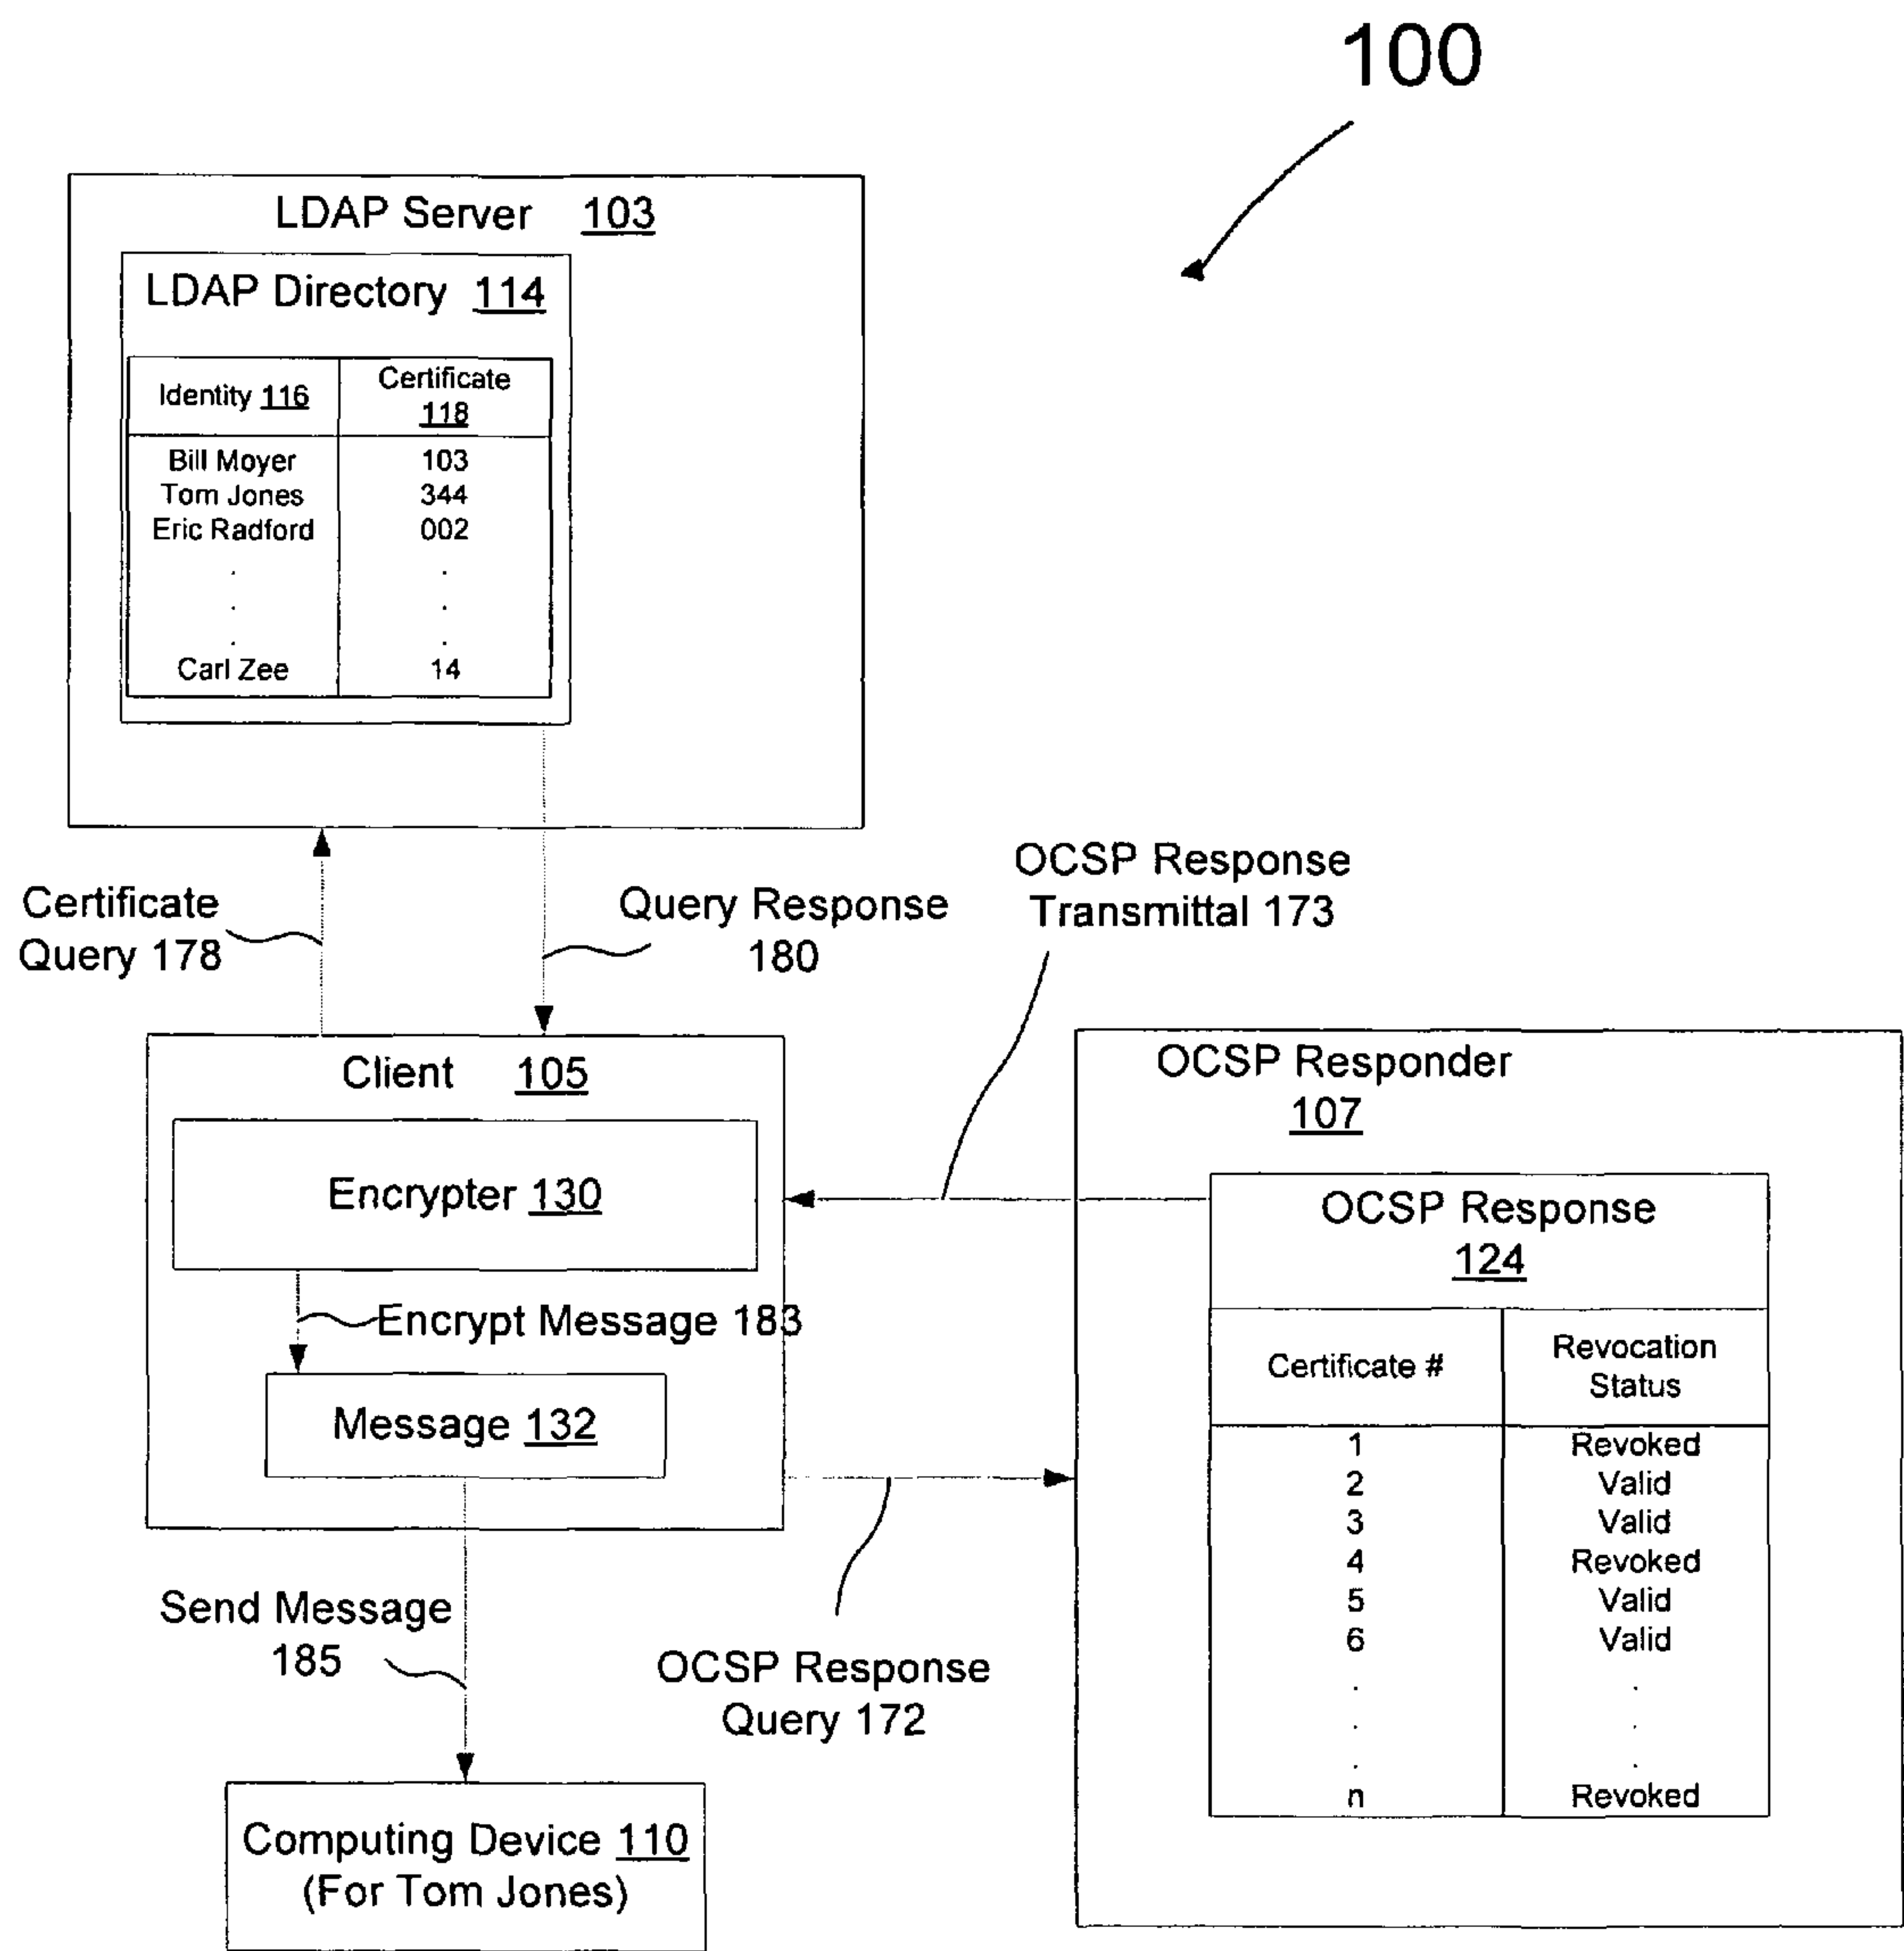 100
LDAP Server 103
LDAP Directory 114
Identity 116
Certificate
118
Bill Moyer 103
Tom Jones 344
Eric Radford 002
. .
. .
. .
Carl Zee 14
Certificate
Query 178
Query Response
180
OCSP Response
Transmittal 173
Client 105
Encrypter 130
Encrypt Message 183
Message 132
OCSP Responder
107
OCSP Response
124
Certificate #
Revocation
Status
1 Revoked
2 Valid
3 Valid
4 Revoked
5 Valid
6 Valid
. .
. .
. .
n Revoked
Send Message
185
OCSP Response
Query 172
Computing Device 110
(For Tom Jones)